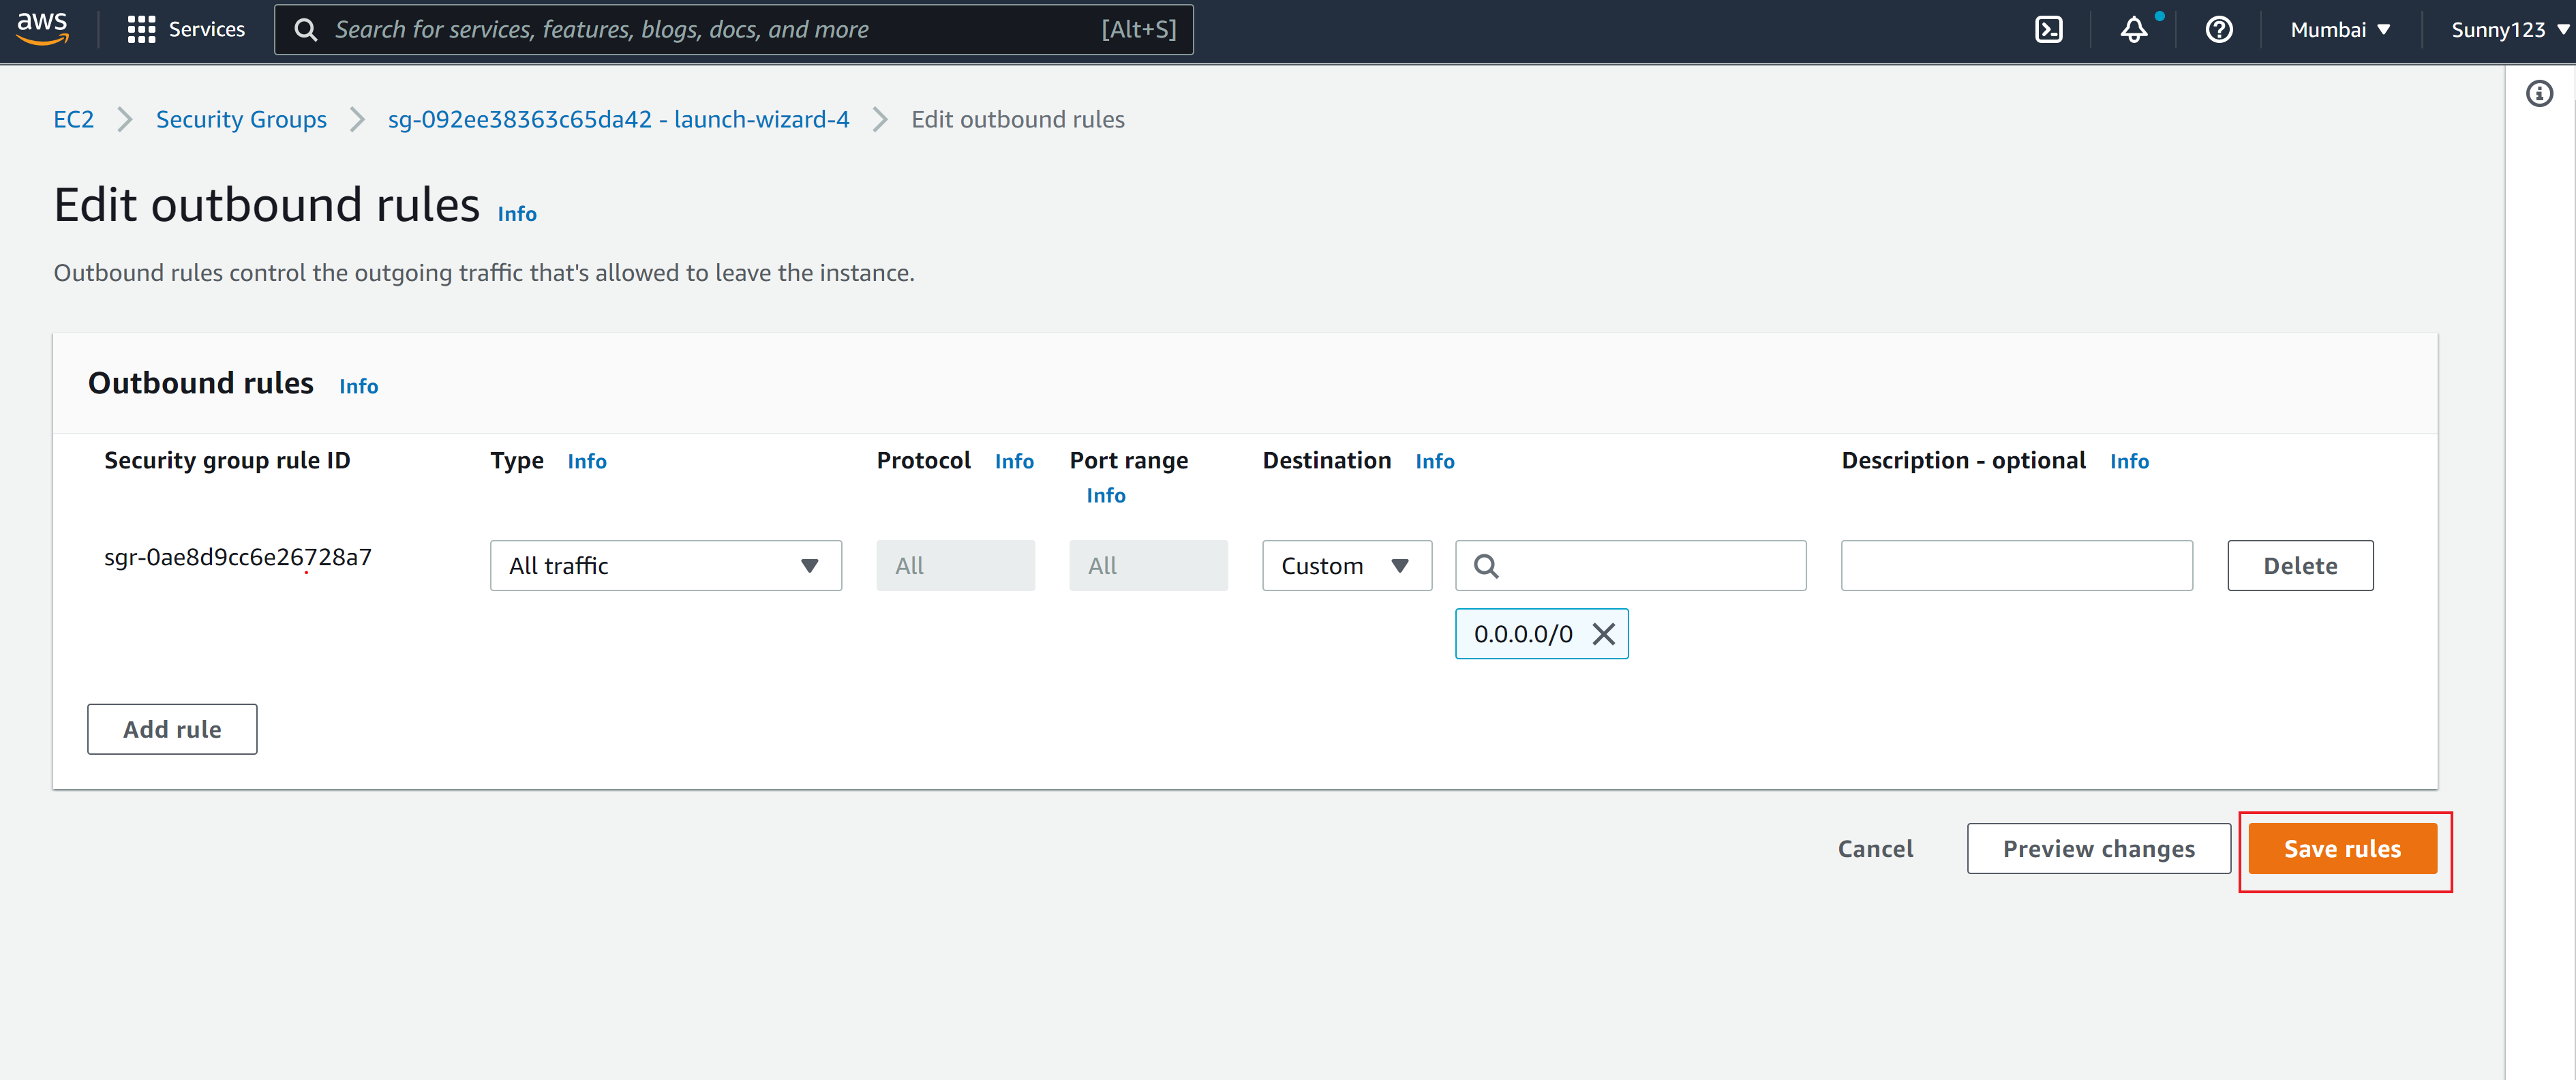 aws Services Search for services, features, blogs, docs, and more [Alt+S] Mumbai Sunny123
EC2 Security Groups sg-092ee38363c65da42 - launch-wizard-4 Edit outbound rules
Edit outbound rules Info
Outbound rules control the outgoing traffic that's allowed to leave the instance.
Outbound rules Info
Security group rule ID Type Info Protocol Info Port range Info Destination Info Description - optional Info
sgr-0ae8d9cc6e26728a7 All traffic All All Custom Delete
0.0.0.0/0
Add rule
Cancel Preview changes Save rules